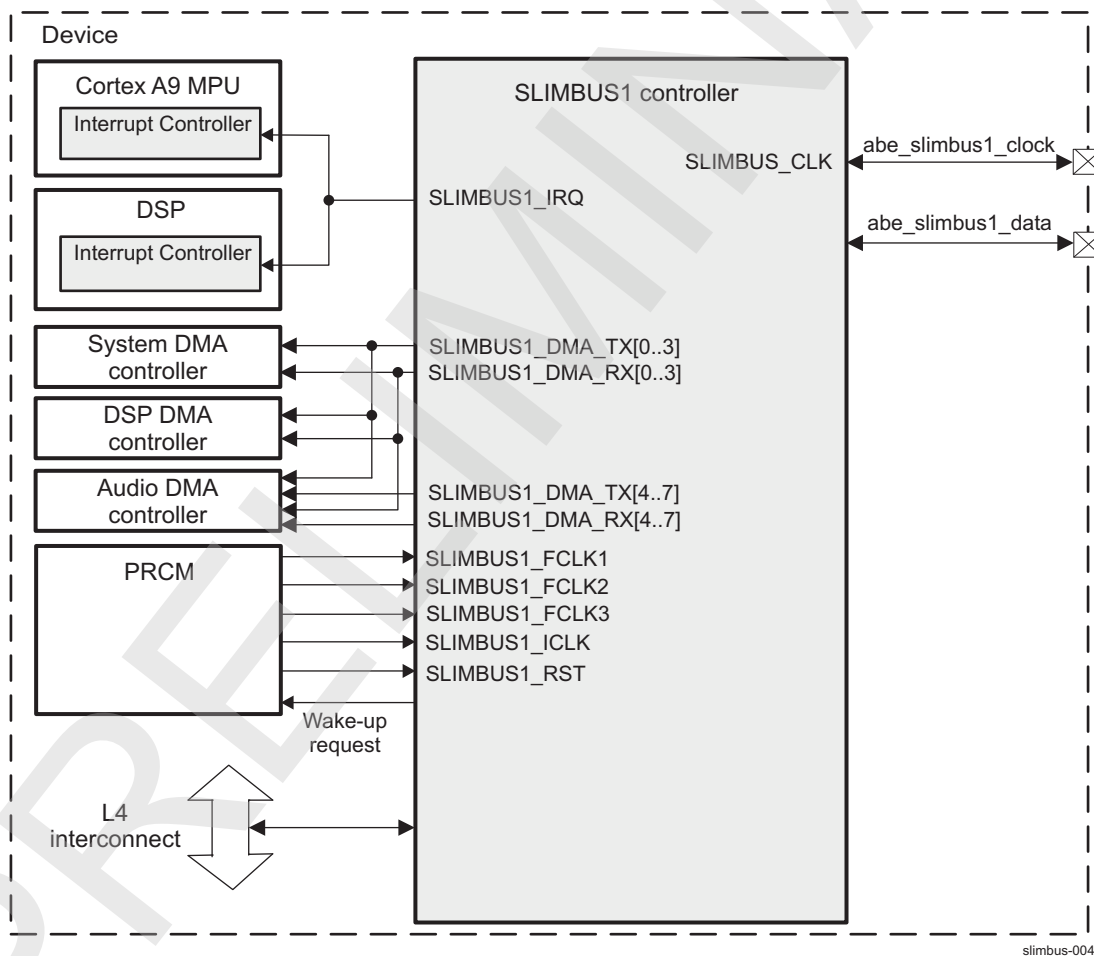 Device
Cortex A9 MPU
Interrupt Controller
DSP
Interrupt Controller
System DMA
controller
DSP DMA
controller
Audio DMA
controller
PRCM
Wake-up
request
L4
interconnect
SLIMBUS1 controller
SLIMBUS_CLK
SLIMBUS1_IRQ
SLIMBUS1_DMA_TX[0..3]
SLIMBUS1_DMA_RX[0..3]
SLIMBUS1_DMA_TX[4..7]
SLIMBUS1_DMA_RX[4..7]
SLIMBUS1_FCLK1
SLIMBUS1_FCLK2
SLIMBUS1_FCLK3
SLIMBUS1_ICLK
SLIMBUS1_RST
abe_slimbus1_clock
abe_slimbus1_data
slimbus-004